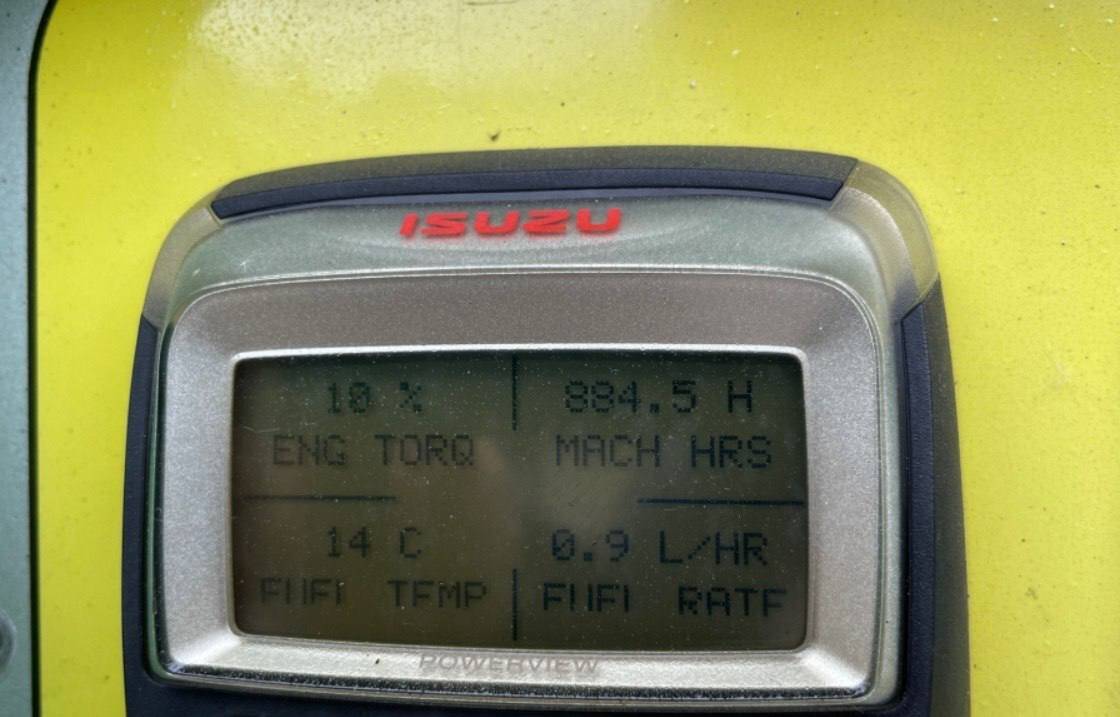 ISUZU
10 %
ENG TORQ
884.5 H
MACH HRS
14 C
FUEL TEMP
0.9 L/HR
FUEL RATE
POWERVIEW